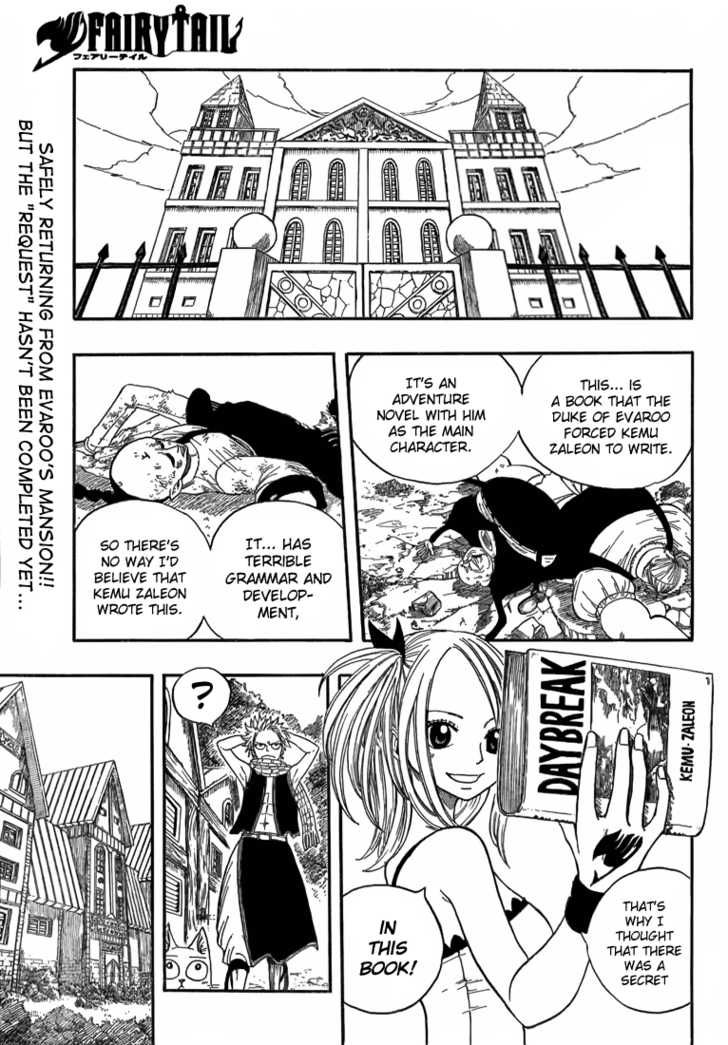 FAIRY TAIL
フェアリーテイル
SAFELY RETURNING FROM EVAROO'S MANSION!!
BUT THE "REQUEST" HASN'T BEEN COMPLETED YET...
THIS... IS
A BOOK THAT THE
DUKE OF EVAROO
FORCED KEMU
ZALEON TO WRITE.
IT'S AN
ADVENTURE
NOVEL WITH HIM
AS THE MAIN
CHARACTER.
IT... HAS
TERRIBLE
GRAMMAR AND
DEVELOP-
MENT,
SO THERE'S
NO WAY I'D
BELIEVE THAT
KEMU ZALEON
WROTE THIS.
DAYBREAK
KEMU·ZALEON
THAT'S
WHY I
THOUGHT
THAT THERE
WAS A
SECRET
IN
THIS
BOOK!
?